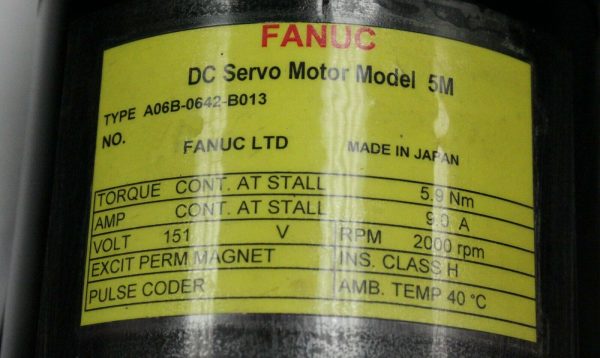 FANUC
DC Servo Motor Model 5M
TYPE A06B-0642-B013
NO.
FANUC LTD MADE IN JAPAN
TORQUE CONT. AT STALL 5.9 Nm
AMP CONT. AT STALL 9.0 A
VOLT 151 V RPM 2000 rpm
EXCIT PERM MAGNET INS. CLASS H
PULSE CODER AMB. TEMP 40 °C